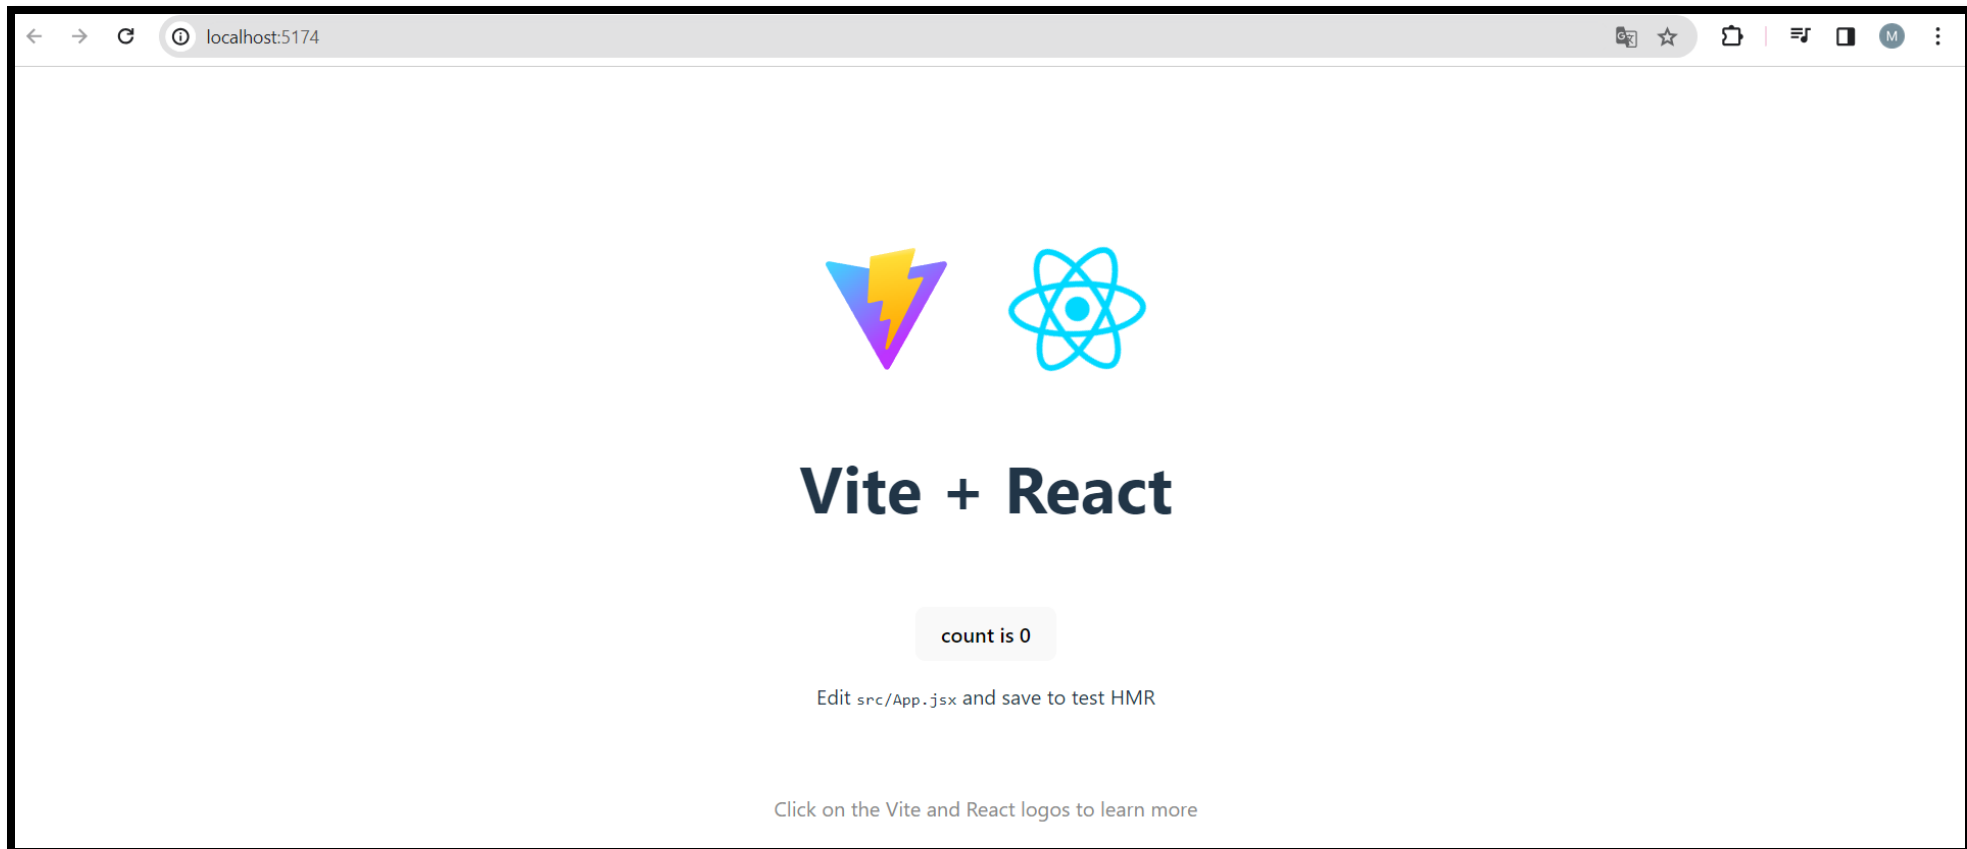 localhost:5174
M
Vite + React
count is 0
Edit src/App.jsx and save to test HMR
Click on the Vite and React logos to learn more